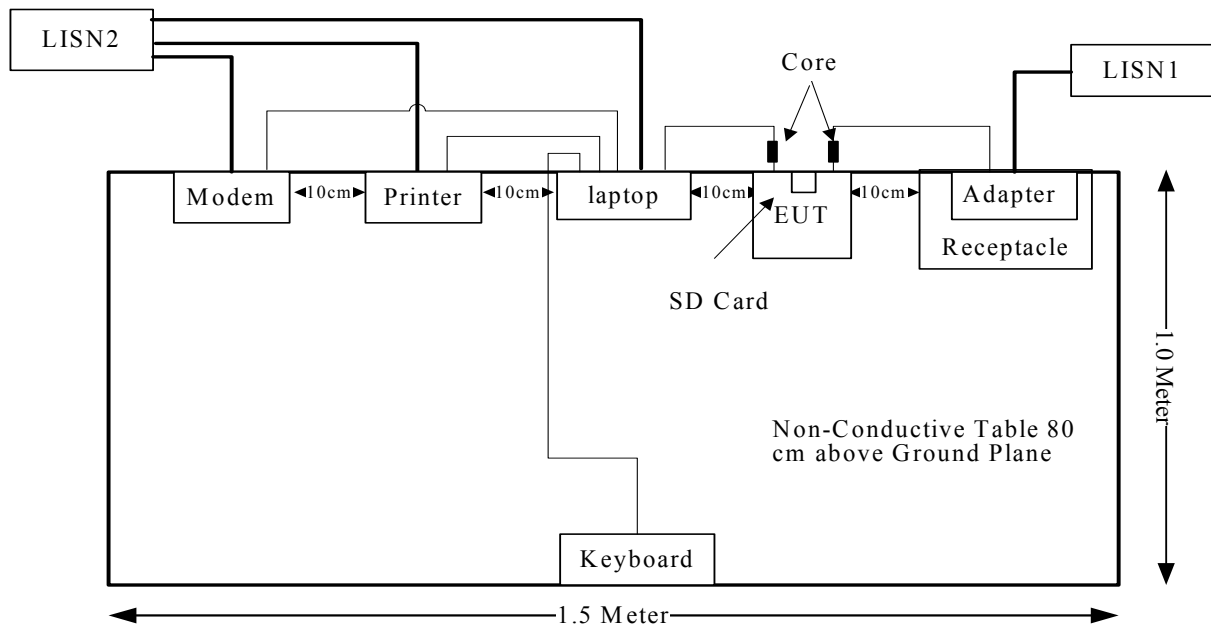 LISN2
Core
LISN1
Modem
10cm
Printer
10cm
laptop
10cm
EUT
10cm
Adapter
Receptacle
SD Card
1.0 Meter
Non-Conductive Table 80
cm above Ground Plane
Keyboard
1.5 Meter